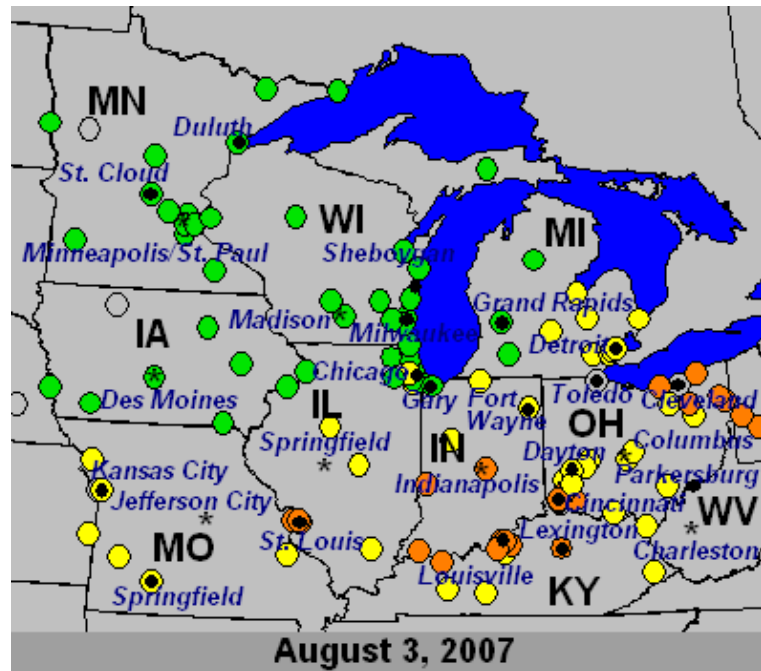 MN
Duluth
St. Cloud
WI
MI
Minneapolis/St. Paul
Sheboygan
Grand Rapids
Madison
Milwaukee
IA
Detroit
Chicago
Gary
Fort
Wayne
Toledo
Cleveland
Des Moines
IL
OH
Springfield
IN
Columbus
Dayton
Kansas City
Indianapolis
Parkersburg
Jefferson City
Cincinnati
WV
St. Louis
Lexington
MO
Charleston
Louisville
Springfield
KY
August 3, 2007